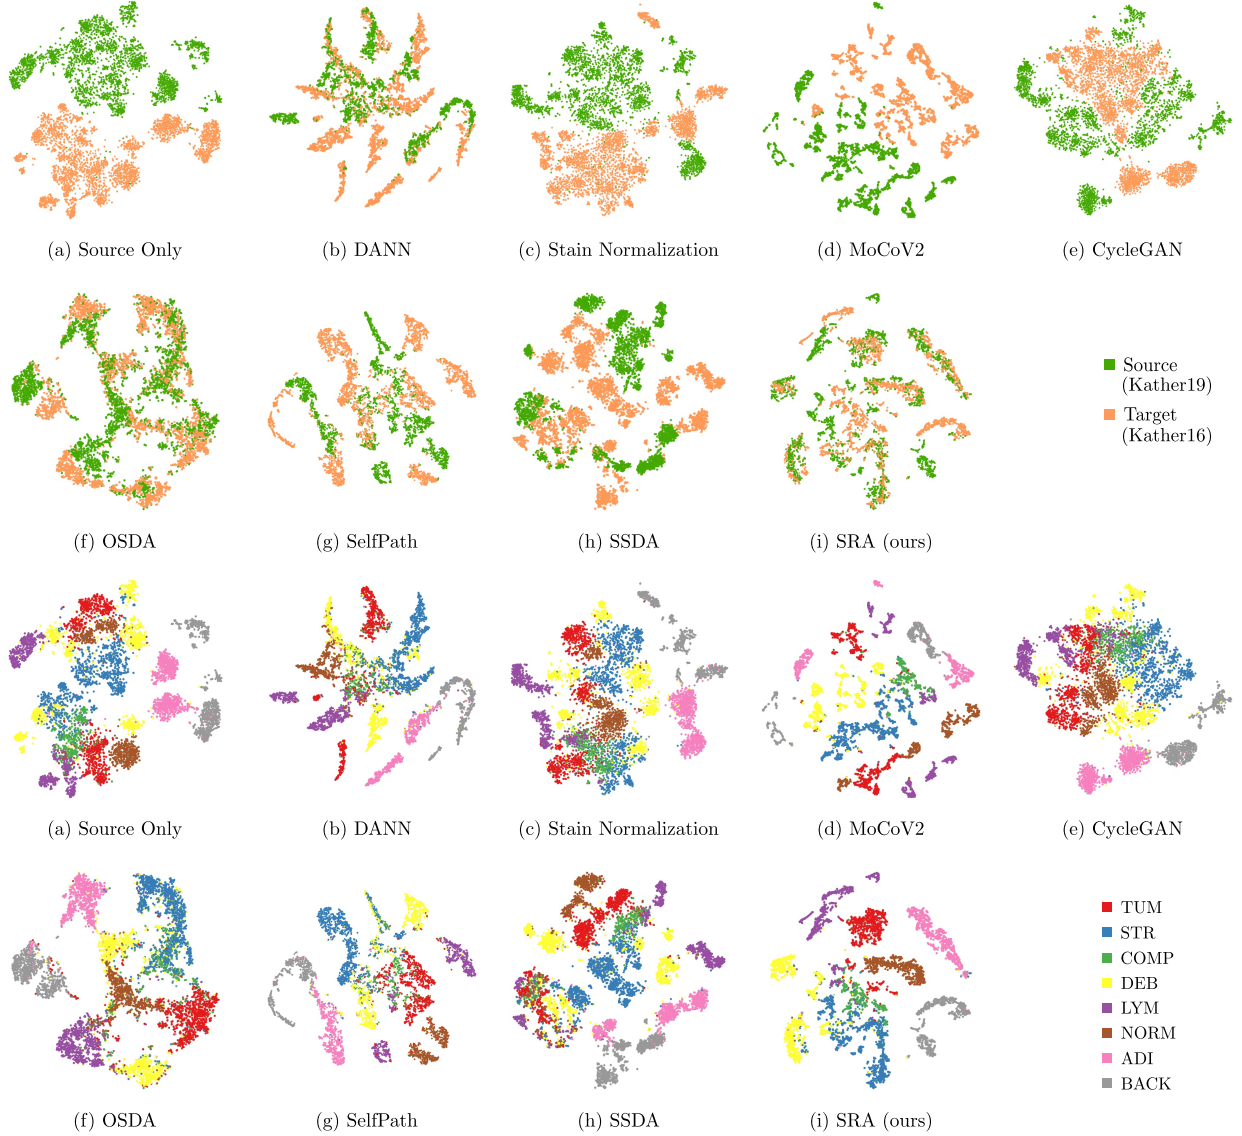 (a) Source Only
(b) DANN
(c) Stain Normalization
(d) MoCoV2
(e) CycleGAN
Source
(Kather19)
Target
(Kather16)
(f) OSDA
(g) SelfPath
(h) SSDA
(i) SRA (ours)
(a) Source Only
(b) DANN
(c) Stain Normalization
(d) MoCoV2
(e) CycleGAN
TUM
STR
COMP
DEB
LYM
NORM
ADI
BACK
(f) OSDA
(g) SelfPath
(h) SSDA
(i) SRA (ours)